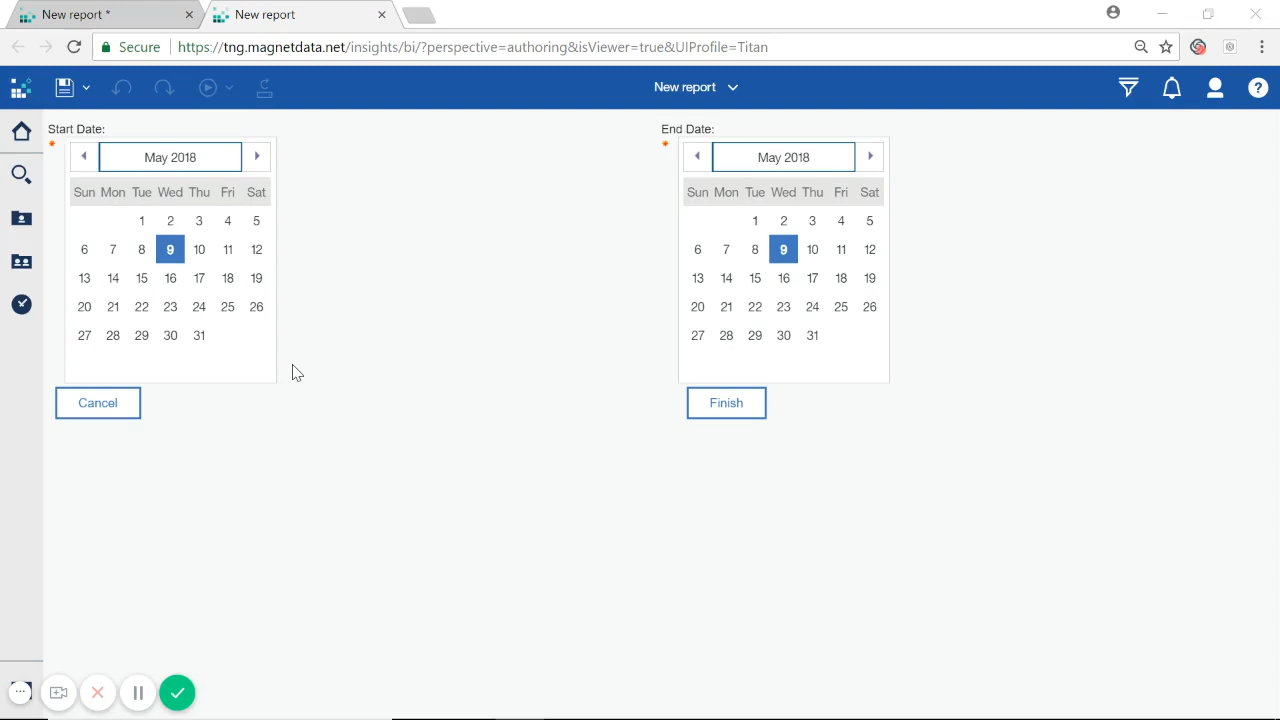 New report *
New report
Secure
https://tng.magnetdata.net/insights/bi/?perspective=authoring&isViewer=true&UIProfile=Titan
New report
?
Start Date:
May 2018
Sun Mon Tue Wed Thu Fri Sat
1 2 3 4 5
6 7 8 9 10 11 12
13 14 15 16 17 18 19
20 21 22 23 24 25 26
27 28 29 30 31
Cancel
End Date:
May 2018
Sun Mon Tue Wed Thu Fri Sat
1 2 3 4 5
6 7 8 9 10 11 12
13 14 15 16 17 18 19
20 21 22 23 24 25 26
27 28 29 30 31
Finish